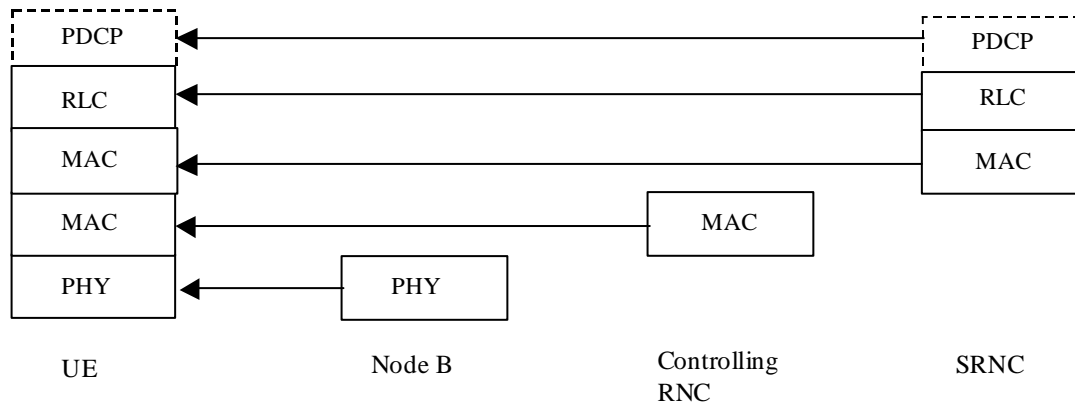 PDCP
PDCP
RLC
RLC
MAC
MAC
MAC
MAC
PHY
PHY
UE
Node B
Controlling
RNC
SRNC